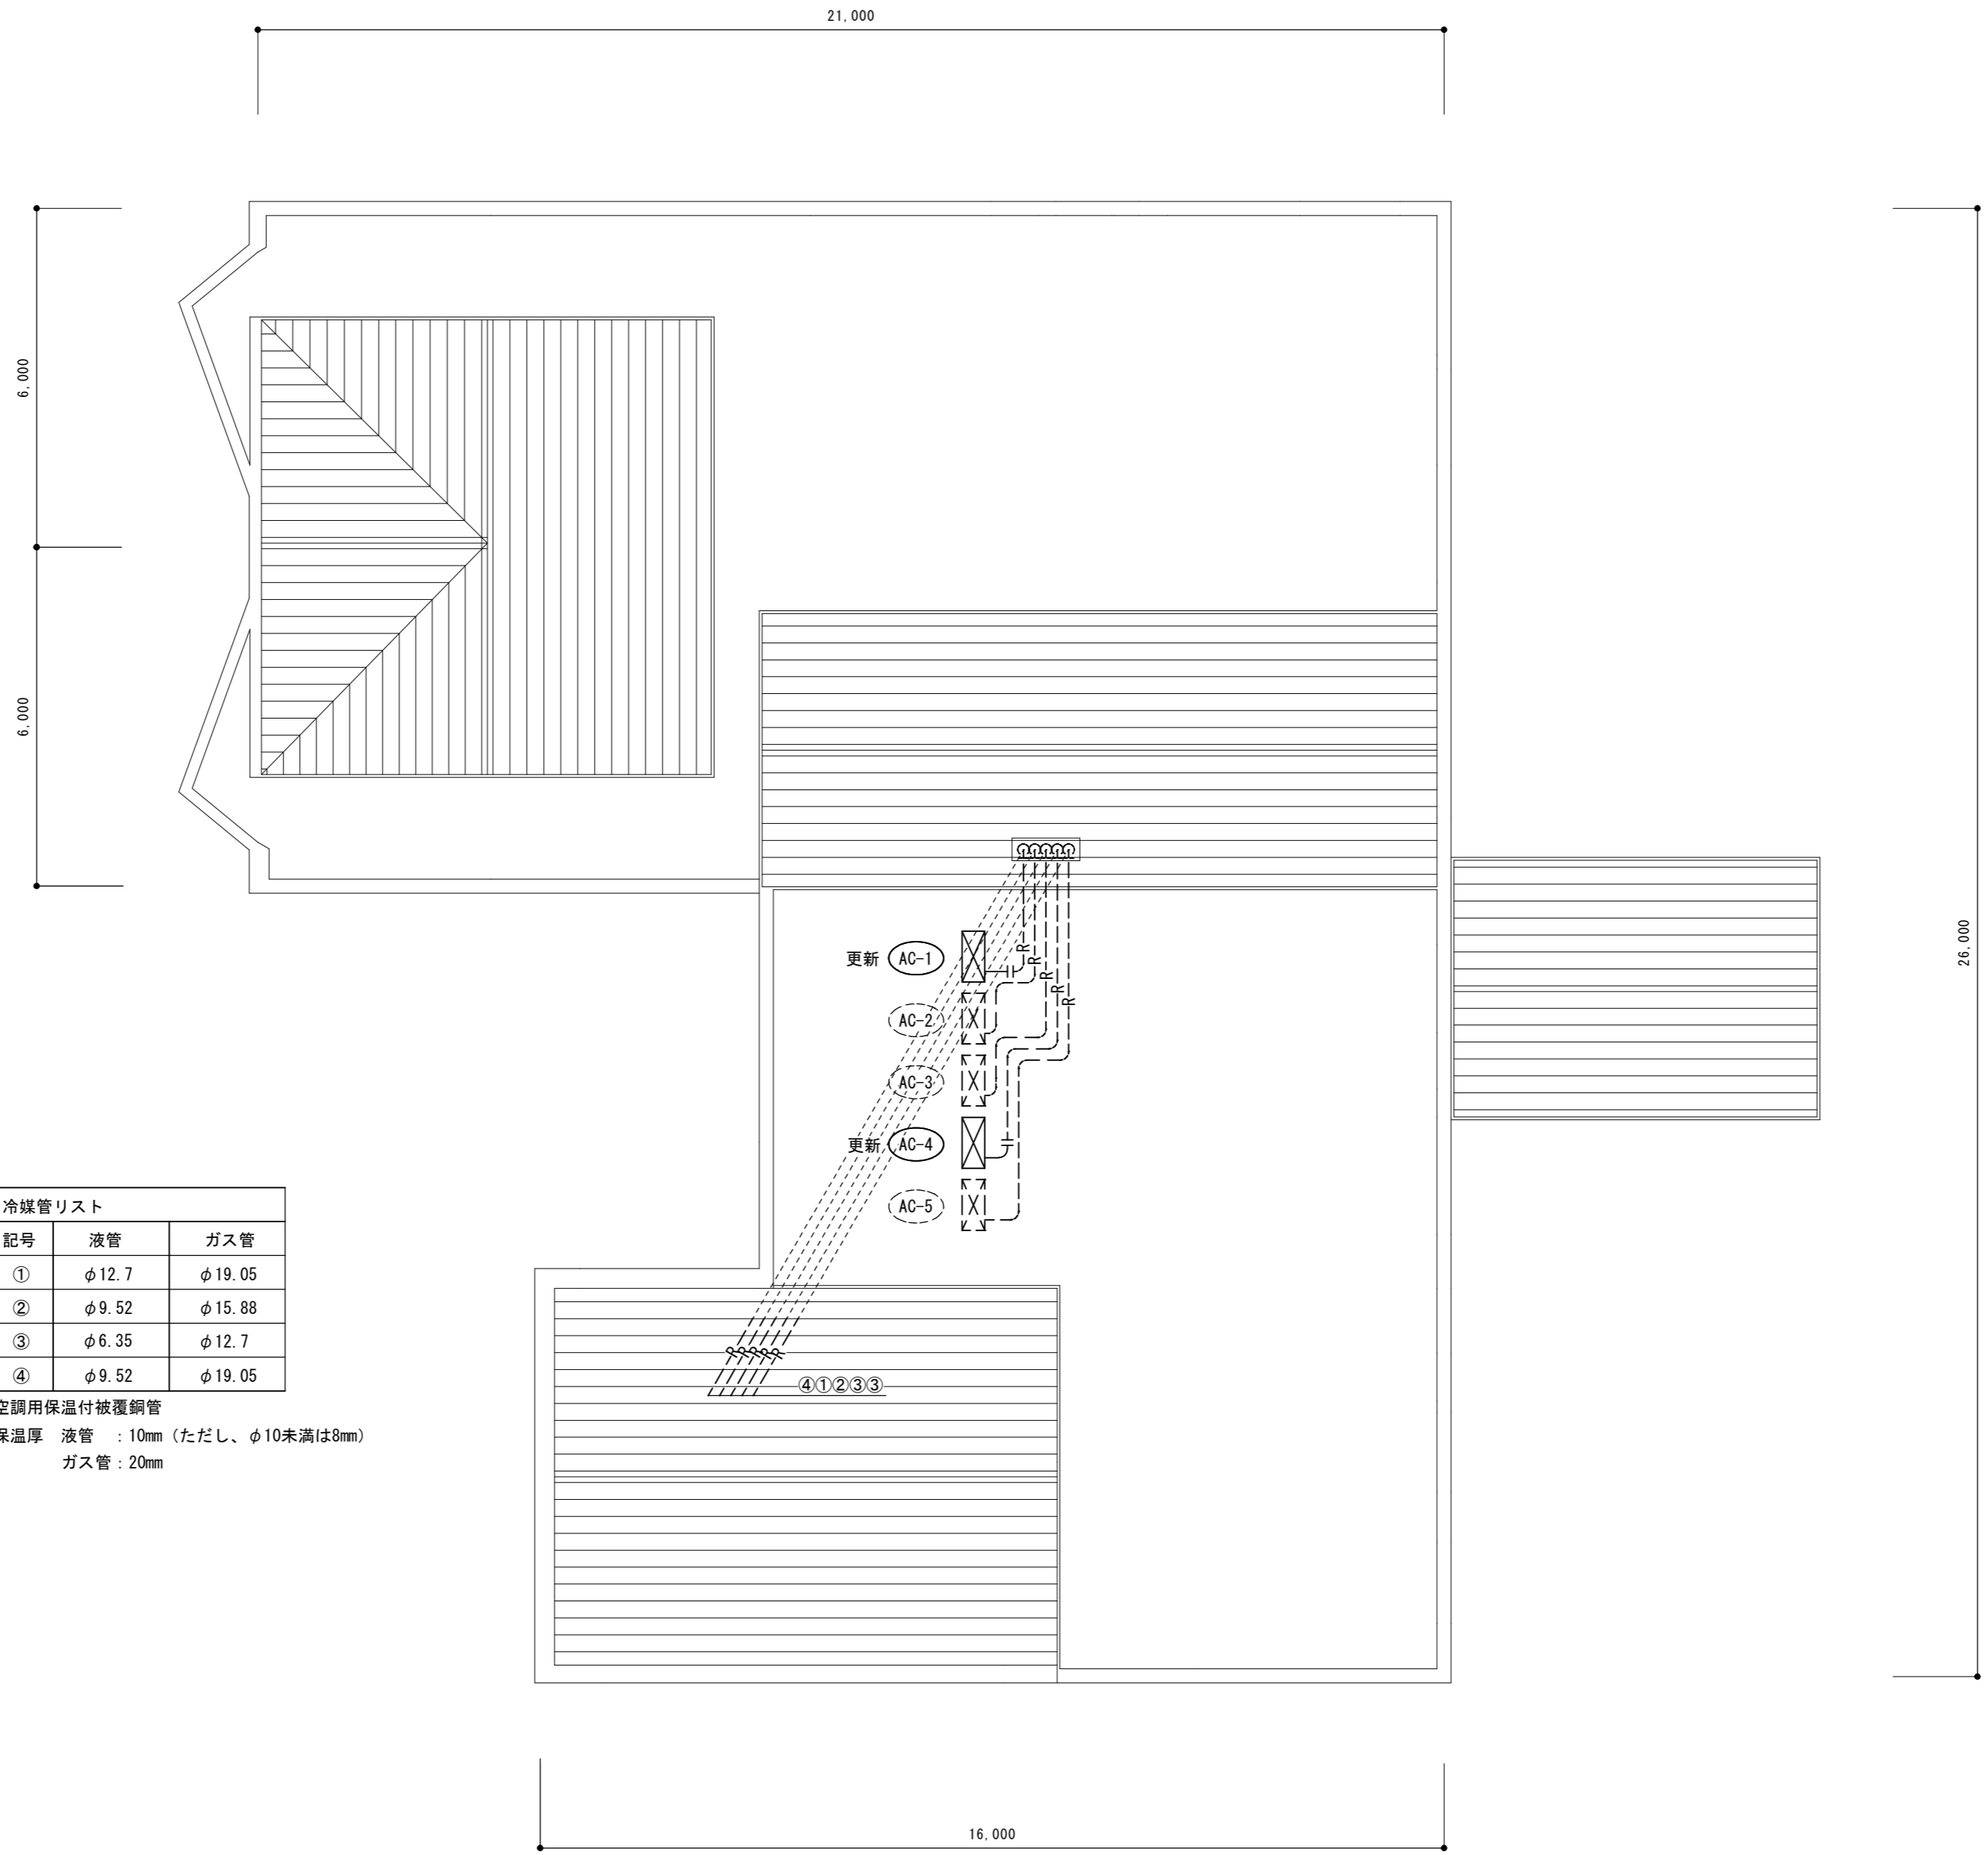 21,000
6,000
6,000
26,000
R
R
R
R
R
更新 AC-1
AC-2
AC-3
更新 AC-4
AC-5
冷媒管リスト
記号 液管 ガス管
① φ12.7 φ19.05
② φ9.52 φ15.88
③ φ6.35 φ12.7
④ φ9.52 φ19.05
空調用保温付被覆銅管
保温厚 液管 : 10mm (ただし、φ10未満は8mm)
ガス管 : 20mm
RRRRR
④①②③③
16,000